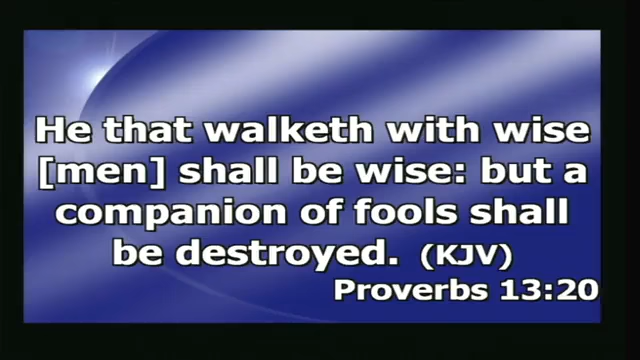 He that walketh with wise
[men] shall be wise: but a
companion of fools shall
be destroyed. (KJV)
Proverbs 13:20